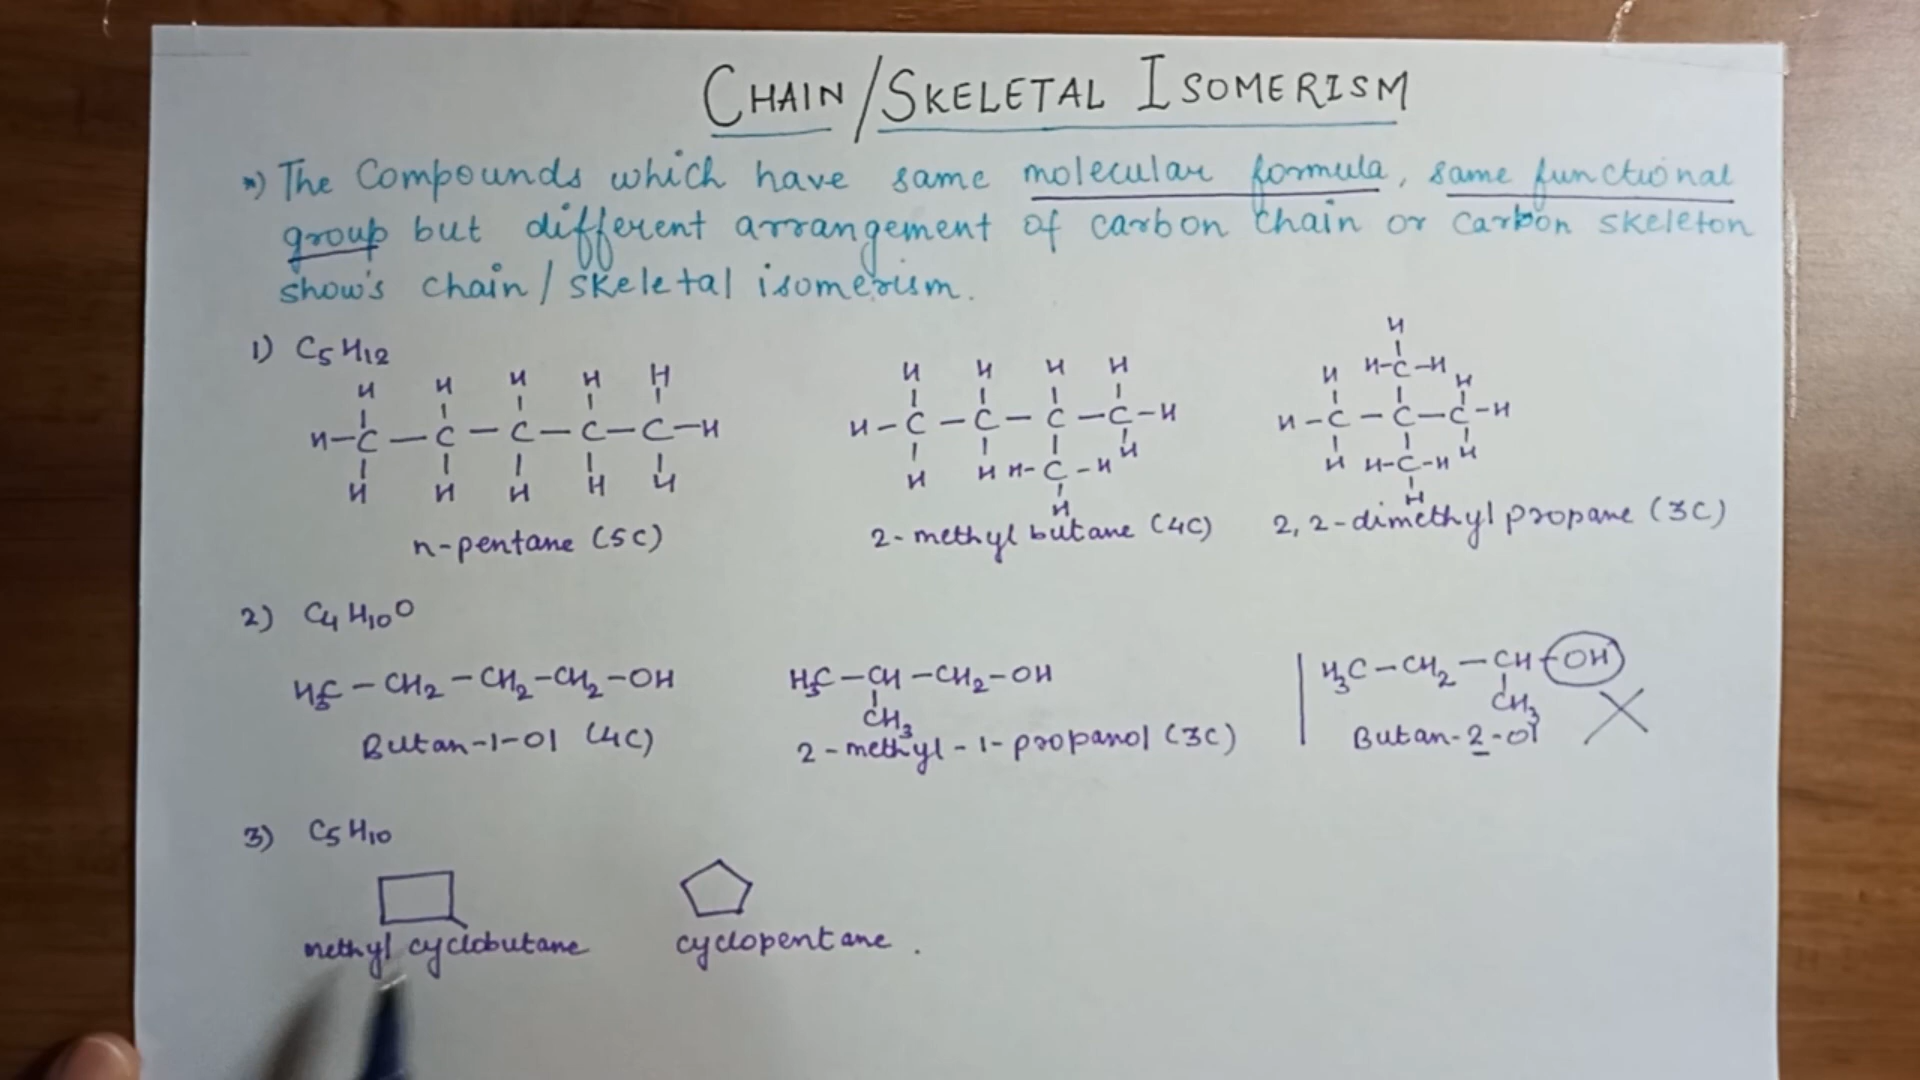 CHAIN/SKELETAL ISOMERISM
*) The Compounds which have same molecular formula, same functional
group but different arrangement of carbon chain or carbon skeleton
show's chain/skeletal isomerism.
1) C5H12
H H H H H
H-C-C-C-C-C-H
H H H H H
n-pentane (5C)
H H H H
H-C-C-C-C-H
H H H-C-H H
H
2-methyl butane (4C)
H
H H-C-H H
H-C-C-C-H
H H-C-H H
H
2,2-dimethyl propane (3C)
2) C4H10O
H3C-CH2-CH2-CH2-OH
Butan-1-ol (4C)
H3C-CH-CH2-OH
CH3
2-methyl-1-propanol (3C)
H3C-CH2-CH-OH
CH3
Butan-2-ol
3) C5H10
methyl cyclobutane
cyclopentane.